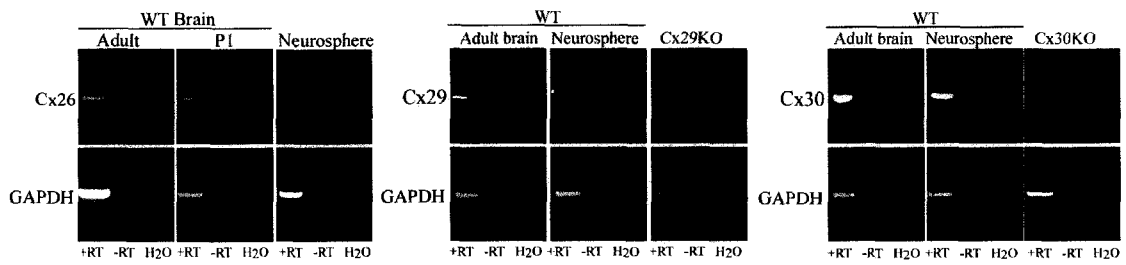 WT Brain
Adult P1 Neurosphere
Cx26
GAPDH
+RT -RT H2O +RT -RT H2O +RT -RT H2O
WT
Adult brain Neurosphere Cx29KO
Cx29
GAPDH
+RT -RT H2O +RT -RT H2O +RT -RT H2O
WT
Adult brain Neurosphere Cx30KO
Cx30
GAPDH
+RT -RT H2O +RT -RT H2O +RT -RT H2O